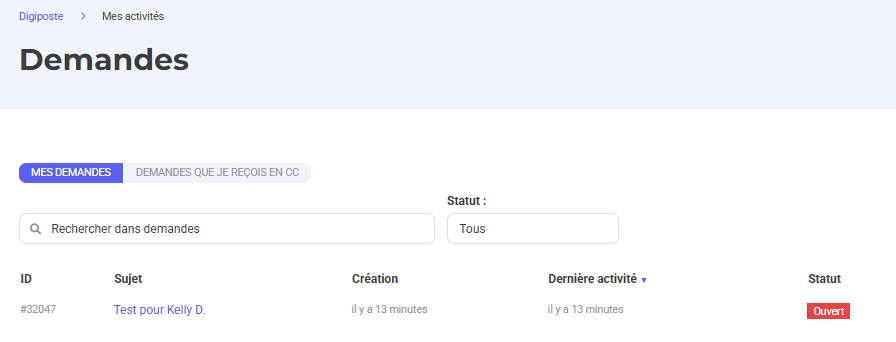 Digiposte > Mes activités
Demandes
MES DEMANDES DEMANDES QUE JE REÇOIS EN CC
Statut :
Rechercher dans demandes Tous
ID Sujet Création Dernière activité ▼ Statut
#32047 Test pour Kelly D. il y a 13 minutes il y a 13 minutes Ouvert